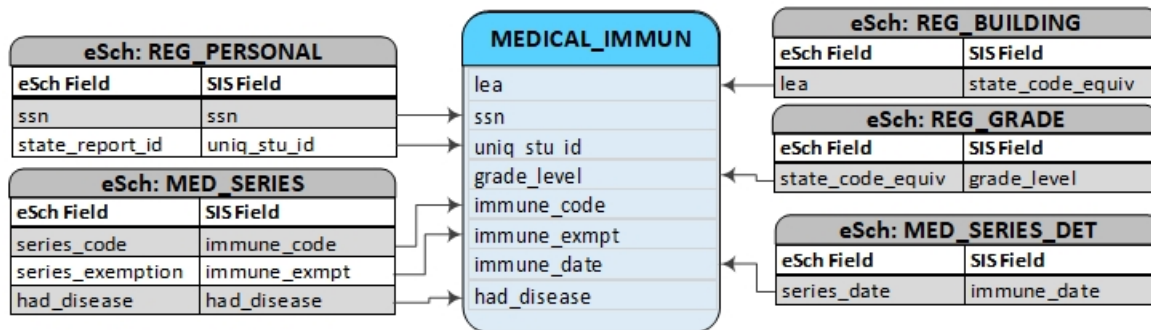 eSch: REG_PERSONAL
eSch Field SIS Field
ssn ssn
state_report_id uniq_stu_id
eSch: MED_SERIES
eSch Field SIS Field
series_code immune_code
series_exemption immune_exmpt
had_disease had_disease
MEDICAL_IMMUN
lea
ssn
uniq_stu_id
grade_level
immune_code
immune_exmpt
immune_date
had_disease
eSch: REG_BUILDING
eSch Field SIS Field
lea state_code_equiv
eSch: REG_GRADE
eSch Field SIS Field
state_code_equiv grade_level
eSch: MED_SERIES_DET
eSch Field SIS Field
series_date immune_date